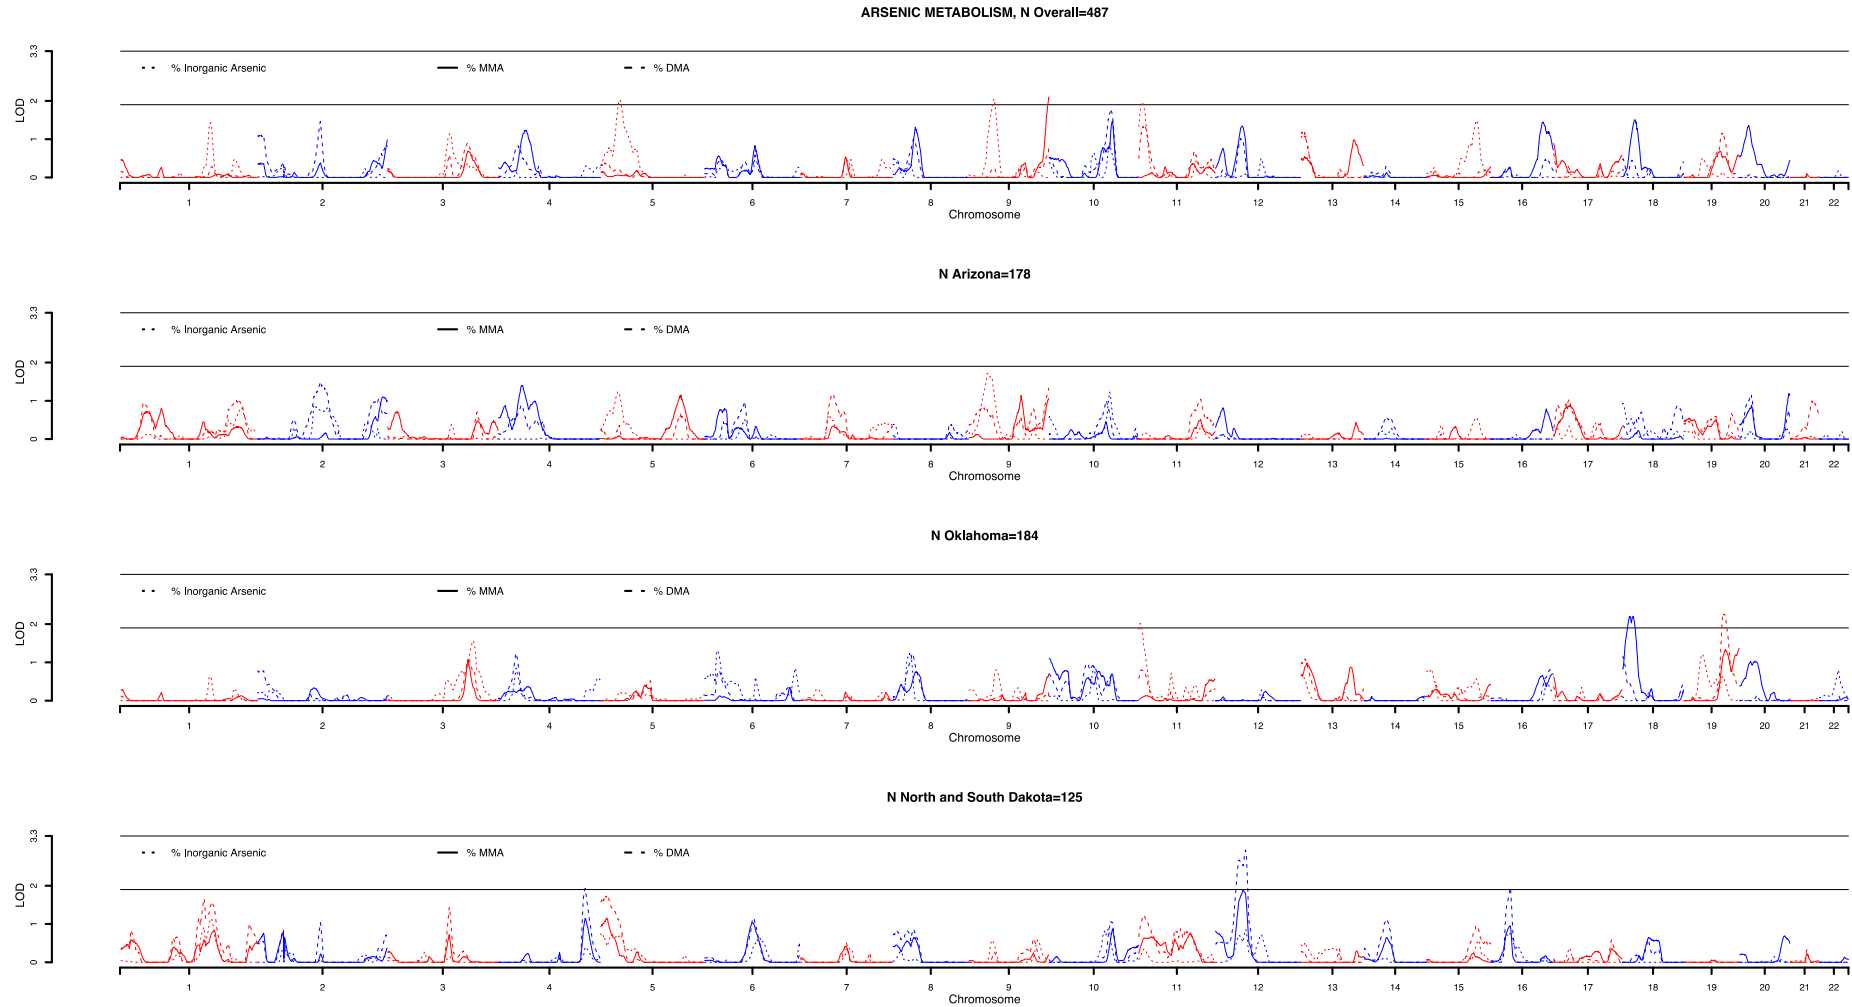 ARSENIC METABOLISM, N Overall=487
3.3
% Inorganic Arsenic % MMA % DMA
2
LOD
1
0
1 2 3 4 5 6 7 8 9 10 11 12 13 14 15 16 17 18 19 20 21 22
Chromosome
N Arizona=178
3.3
% Inorganic Arsenic % MMA % DMA
2
LOD
1
0
1 2 3 4 5 6 7 8 9 10 11 12 13 14 15 16 17 18 19 20 21 22
Chromosome
N Oklahoma=184
3.3
% Inorganic Arsenic % MMA % DMA
2
LOD
1
0
1 2 3 4 5 6 7 8 9 10 11 12 13 14 15 16 17 18 19 20 21 22
Chromosome
N North and South Dakota=125
3.3
% Inorganic Arsenic % MMA % DMA
2
LOD
1
0
1 2 3 4 5 6 7 8 9 10 11 12 13 14 15 16 17 18 19 20 21 22
Chromosome